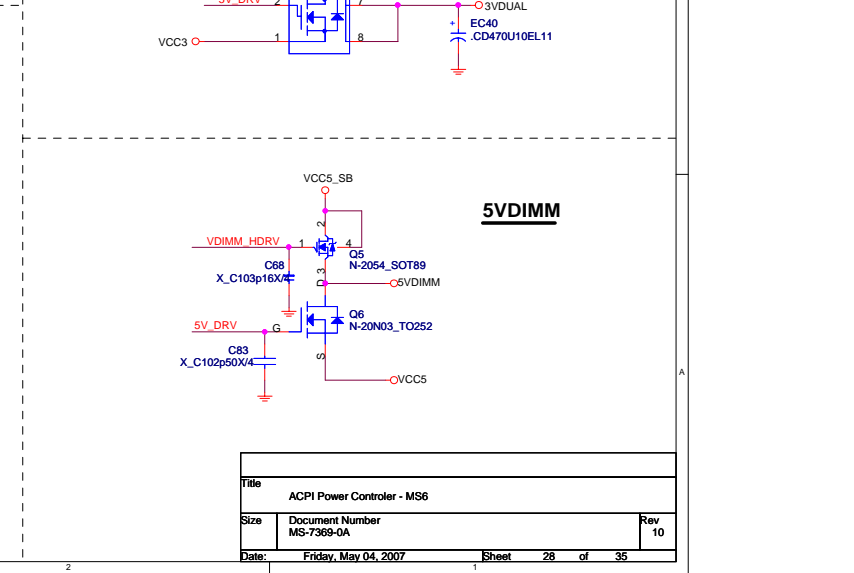 5V_DRV
2
7
3VDUAL
EC40
.CD470U10EL11
+
VCC3
1
8
VCC5_SB
5VDIMM
2
VDIMM_HDRV
1
4
Q5
N-2054_SOT89
C68
X_C103p16X/4
3
D
5VDIMM
Q6
N-20N03_TO252
5V_DRV
G
C83
X_C102p50X/4
S
VCC5
A
Title
ACPI Power Controler - MS6
Size
Document Number
Rev
MS-7369-0A
10
Date:
Friday, May 04, 2007
Sheet
28 of 35
2
1